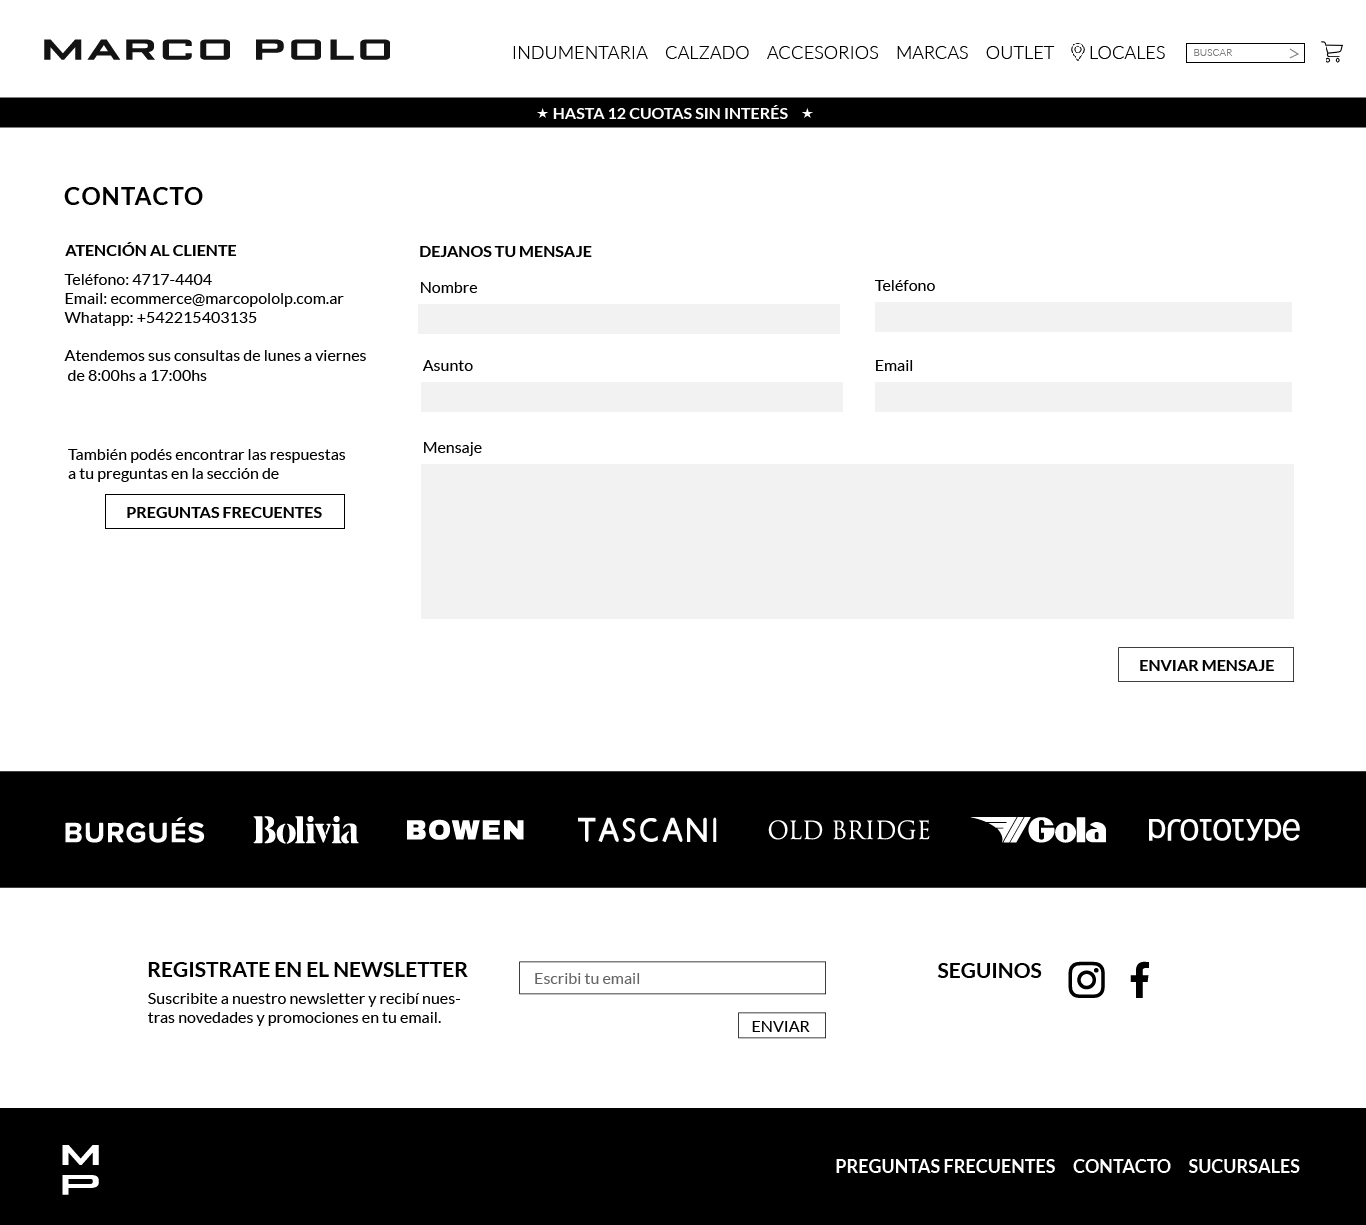 MARCO POLO
INDUMENTARIA CALZADO ACCESORIOS MARCAS OUTLET LOCALES BUSCAR >
★ HASTA 12 CUOTAS SIN INTERÉS ★
CONTACTO
ATENCIÓN AL CLIENTE
Teléfono: 4717-4404
Email: ecommerce@marcopololp.com.ar
Whatapp: +542215403135
Atendemos sus consultas de lunes a viernes
de 8:00hs a 17:00hs
También podés encontrar las respuestas
a tu preguntas en la sección de
PREGUNTAS FRECUENTES
DEJANOS TU MENSAJE
Nombre
Teléfono
Asunto
Email
Mensaje
ENVIAR MENSAJE
BURGUÉS Bolivia BOWEN TASCANI OLD BRIDGE Gola prototype
REGISTRATE EN EL NEWSLETTER
Suscribite a nuestro newsletter y recibí nues-
tras novedades y promociones en tu email.
Escribi tu email
ENVIAR
SEGUINOS
M
P
PREGUNTAS FRECUENTES CONTACTO SUCURSALES